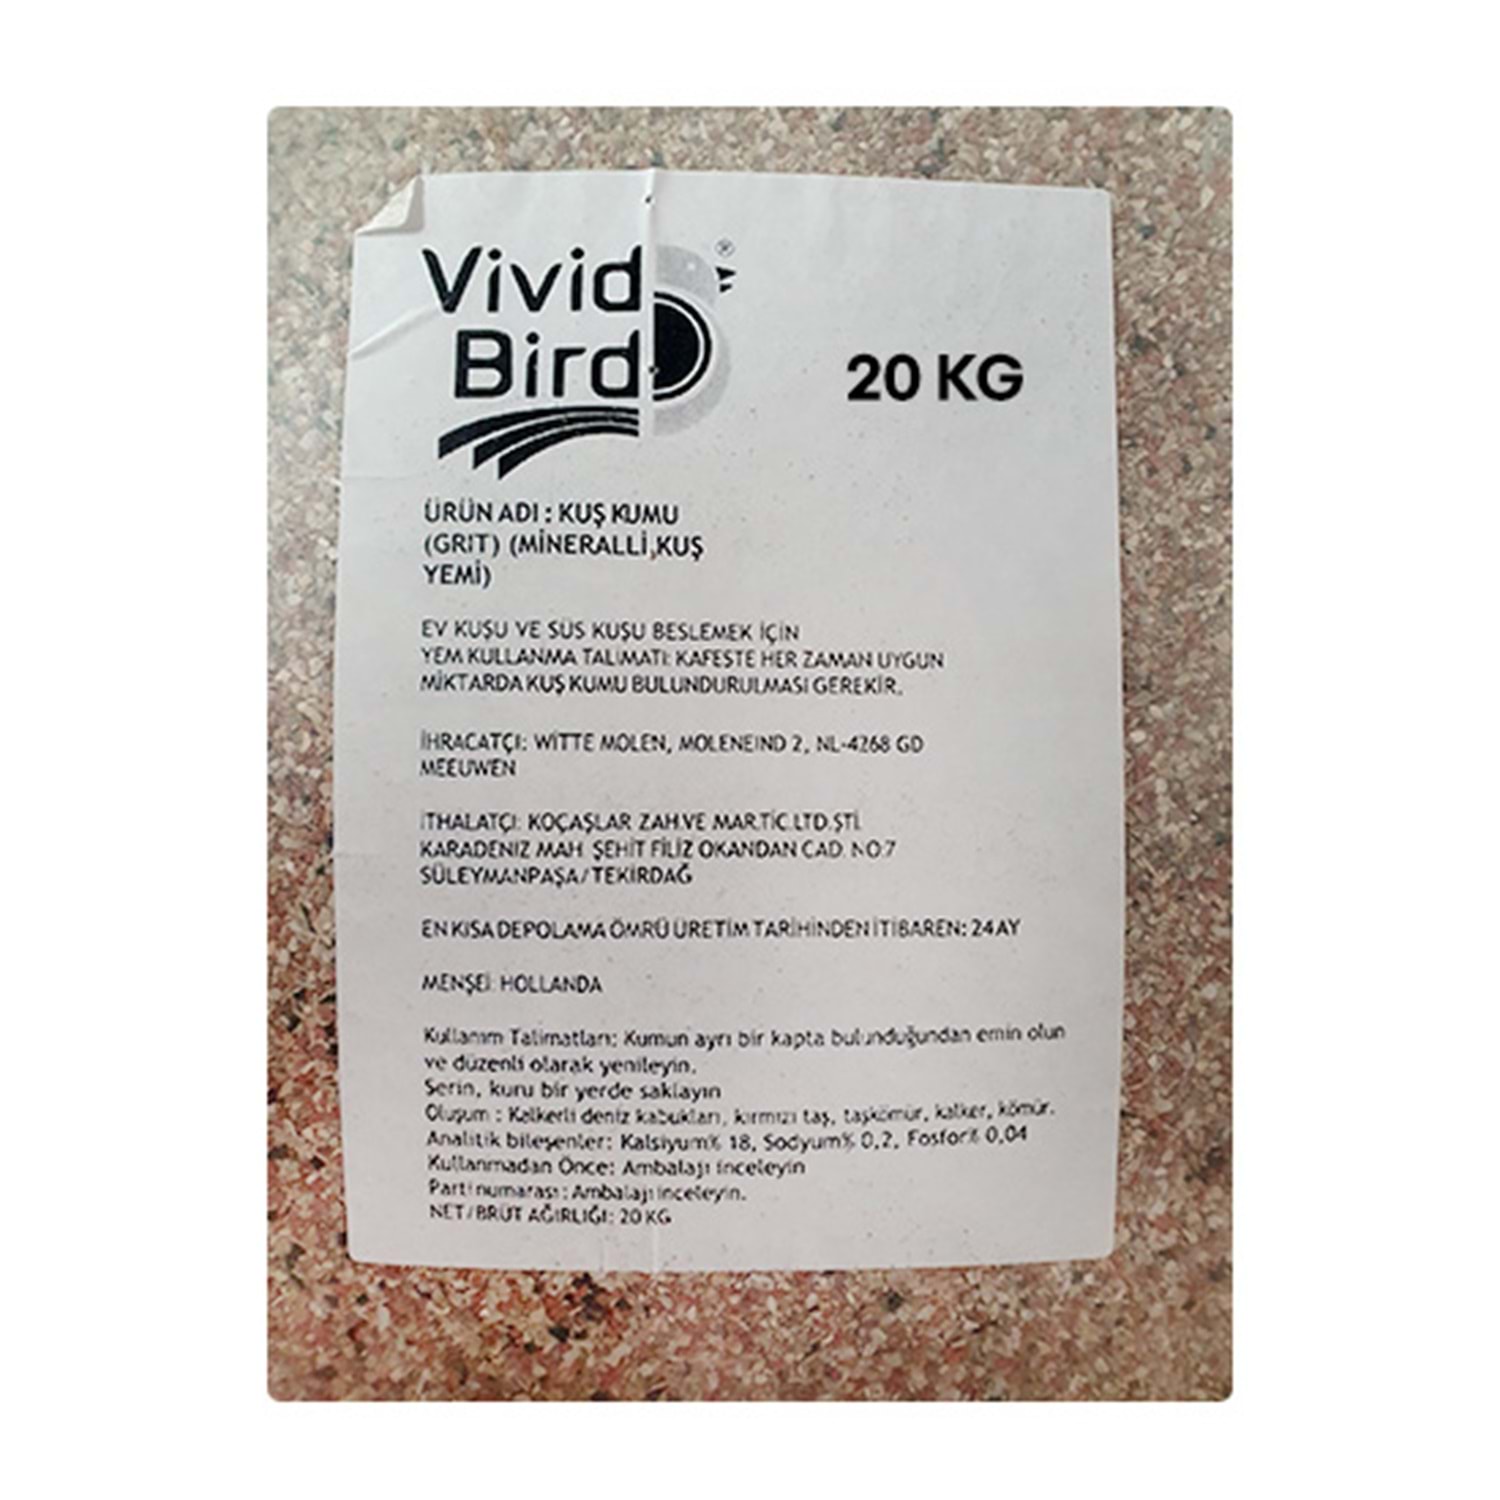 Vivid
Bird
®
20 KG
ÜRÜN ADI : KUŞ KUMU
(GRIT) (MİNERALLİ KUŞ
YEMİ)
EV KUŞU VE SÜS KUŞU BESLEMEK İÇİN
YEM KULLANMA TALIMATI: KAFESTE HER ZAMAN UYGUN
MİKTARDA KUŞ KUMU BULUNDURULMASI GEREKİR.
İHRACATÇI: WITTE MOLEN, MOLENEIND 2, NL-4268 GD
MEEUWEN
İTHALATÇI: KOÇAŞLAR ZAH.VE MAR.TİC.LTD.ŞTİ.
KARADENIZ MAH. ŞEHİT FİLİZ OKANDAN CAD. NO:7
SÜLEYMANPAŞA/TEKİRDAĞ
EN KISA DEPOLAMA ÖMRÜ ÜRETİM TARİHİNDEN İTİBAREN: 24 AY
MENŞEİ: HOLLANDA
Kullanım Talimatları: Kumun ayrı bir kapta bulunduğundan emin olun
ve düzenli olarak yenileyin.
Serin, kuru bir yerde saklayın
Oluşum : Kalkerli deniz kabukları, kırmızı taş, taşkömür, kalker, kömür.
Analitik bileşenler: Kalsiyum% 18, Sodyum% 0,2, Fosfor% 0,04
Kullanmadan Önce: Ambalajı inceleyin
Parti numarası : Ambalajı inceleyin.
NET/BRÜT AĞIRLIĞI: 20 KG